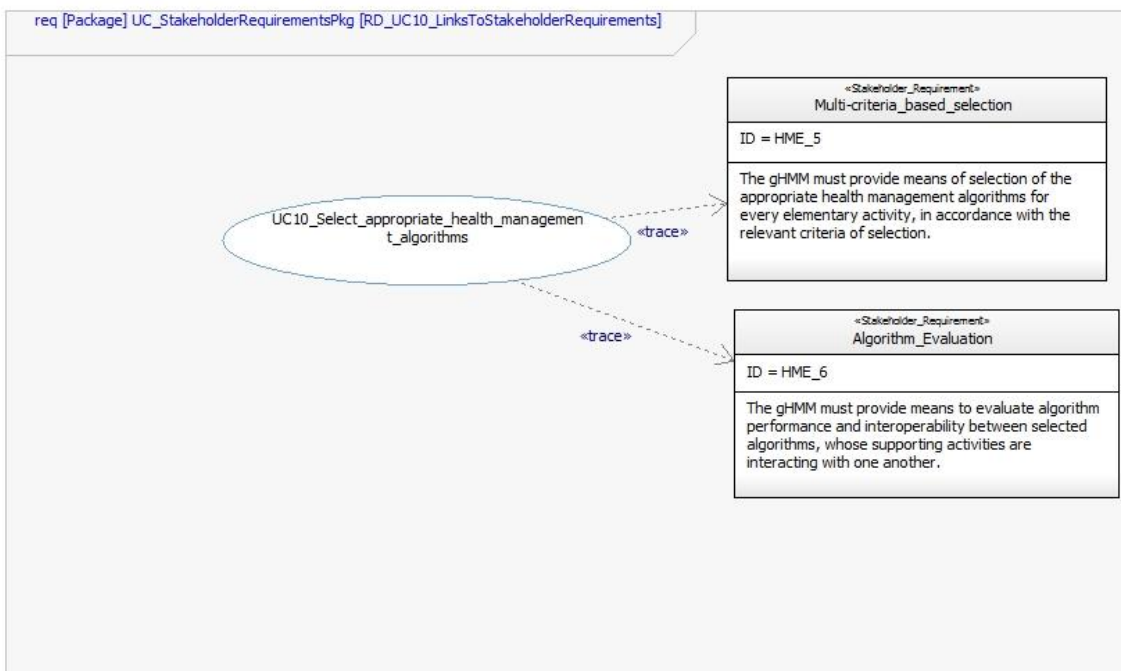 req [Package] UC_StakeholderRequirementsPkg [RD_UC10_LinksToStakeholderRequirements]
«Stakeholder_Requirement»
Multi-criteria_based_selection
ID = HME_5
The gHMM must provide means of selection of the
appropriate health management algorithms for
every elementary activity, in accordance with the
relevant criteria of selection.
UC10_Select_appropriate_health_managemen
t_algorithms
«trace»
«trace»
«Stakeholder_Requirement»
Algorithm_Evaluation
ID = HME_6
The gHMM must provide means to evaluate algorithm
performance and interoperability between selected
algorithms, whose supporting activities are
interacting with one another.